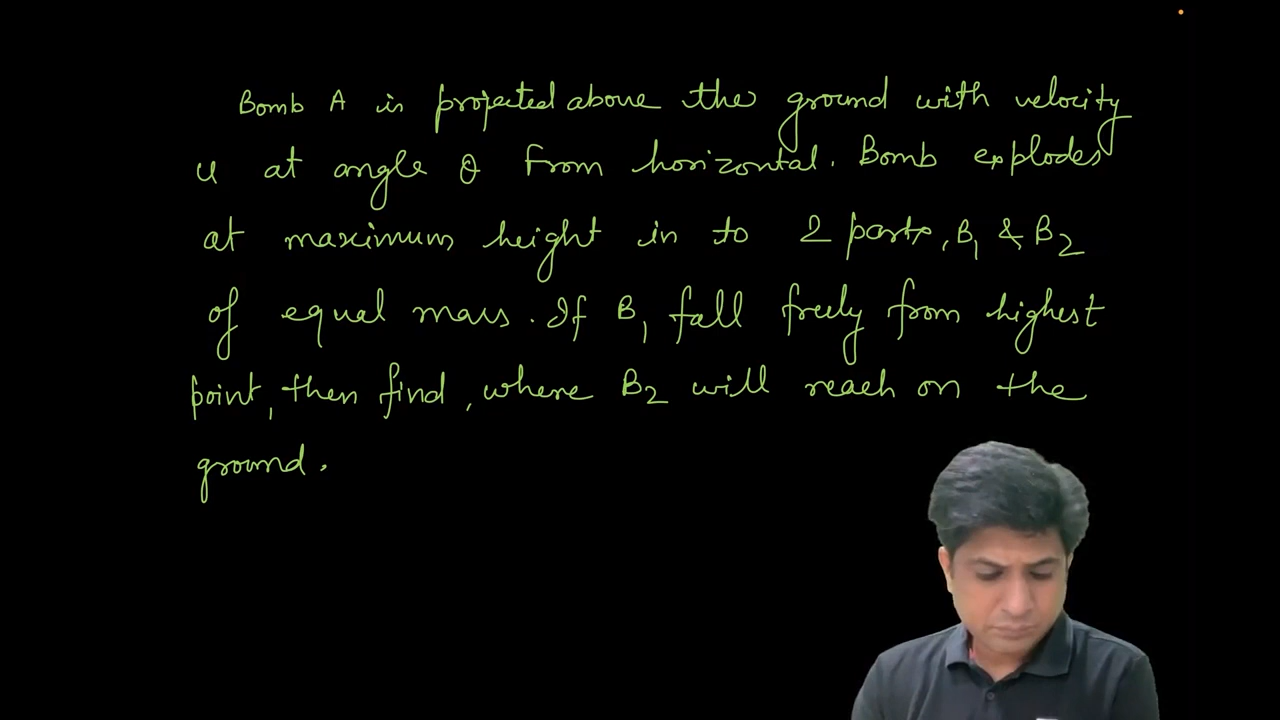 Bomb A is projected above the ground with velocity
u at angle θ From horizontal. Bomb explodes
at maximum height in to 2 parts, B1 & B2
of equal mass. If B1 fall freely from highest
point, then find, where B2 will reach on the
ground.